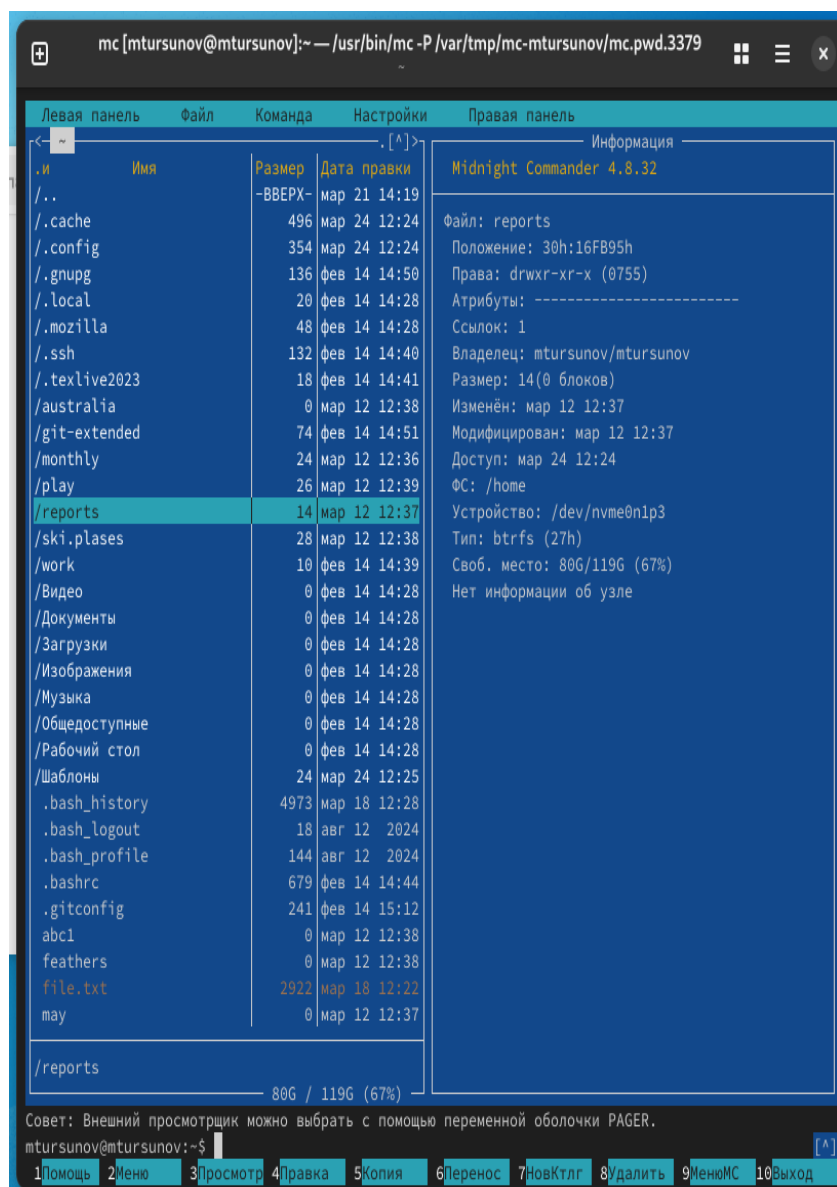 mc [mtursunov@mtursunov]:~ — /usr/bin/mc -P /var/tmp/mc-mtursunov/mc.pwd.3379
~
Левая панель Файл Команда Настройки Правая панель
<— ~ .[^]>
.и Имя Размер Дата правки
/.. -ВВЕРХ- мар 21 14:19
/.cache 496 мар 24 12:24
/.config 354 мар 24 12:24
/.gnupg 136 фев 14 14:50
/.local 20 фев 14 14:28
/.mozilla 48 фев 14 14:28
/.ssh 132 фев 14 14:40
/.texlive2023 18 фев 14 14:41
/australia 0 мар 12 12:38
/git-extended 74 фев 14 14:51
/monthly 24 мар 12 12:36
/play 26 мар 12 12:39
/reports 14 мар 12 12:37
/ski.plases 28 мар 12 12:38
/work 10 фев 14 14:39
/Видео 0 фев 14 14:28
/Документы 0 фев 14 14:28
/Загрузки 0 фев 14 14:28
/Изображения 0 фев 14 14:28
/Музыка 0 фев 14 14:28
/Общедоступные 0 фев 14 14:28
/Рабочий стол 0 фев 14 14:28
/Шаблоны 24 мар 24 12:25
.bash_history 4973 мар 18 12:28
.bash_logout 18 авг 12 2024
.bash_profile 144 авг 12 2024
.bashrc 679 фев 14 14:44
.gitconfig 241 фев 14 15:12
abc1 0 мар 12 12:38
feathers 0 мар 12 12:38
file.txt 2922 мар 18 12:22
may 0 мар 12 12:37
/reports
80G / 119G (67%)
Информация
Midnight Commander 4.8.32
Файл: reports
Положение: 30h:16FB95h
Права: drwxr-xr-x (0755)
Атрибуты: -------------------------
Ссылок: 1
Владелец: mtursunov/mtursunov
Размер: 14(0 блоков)
Изменён: мар 12 12:37
Модифицирован: мар 12 12:37
Доступ: мар 24 12:24
ФС: /home
Устройство: /dev/nvme0n1p3
Тип: btrfs (27h)
Своб. место: 80G/119G (67%)
Нет информации об узле
Совет: Внешний просмотрщик можно выбрать с помощью переменной оболочки PAGER.
mtursunov@mtursunov:~$ [^]
1Помощь 2Меню 3Просмотр 4Правка 5Копия 6Перенос 7НовКтлг 8Удалить 9МенюMC 10Выход